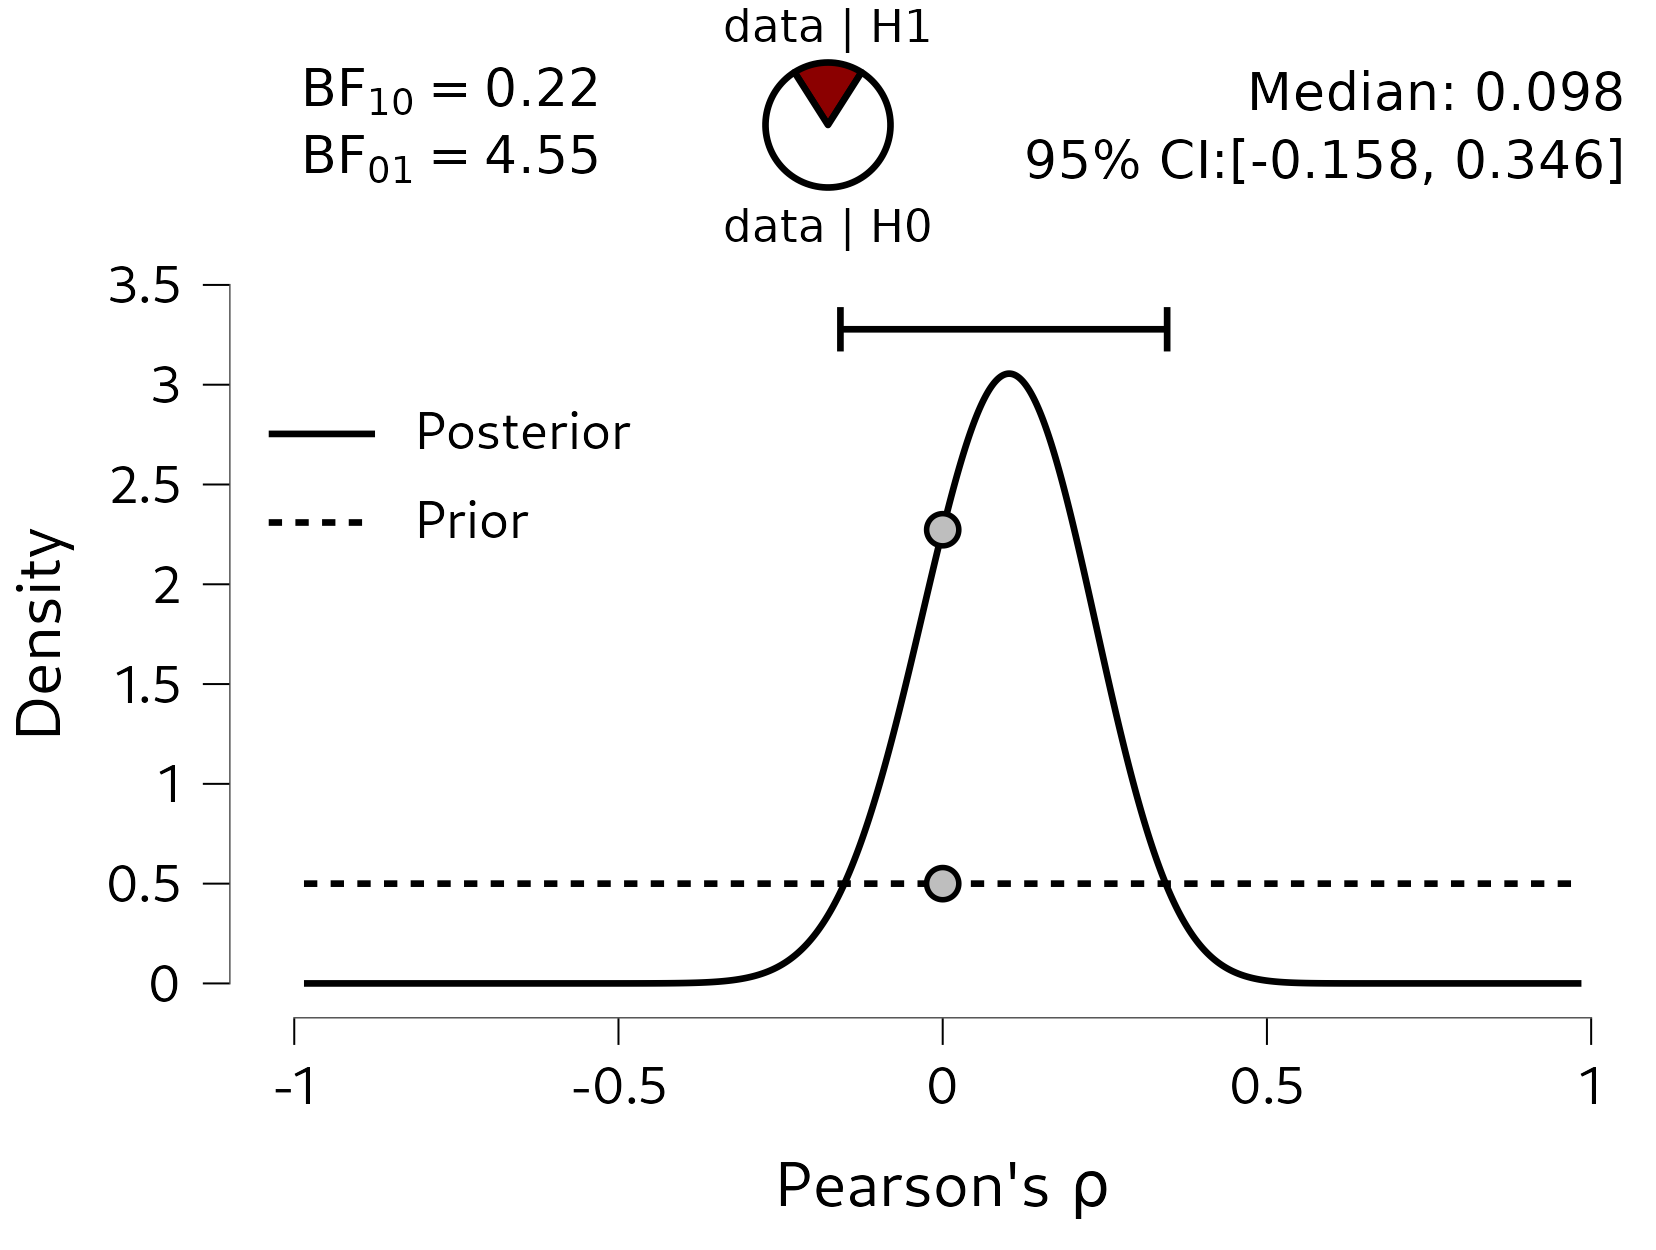 data | H1
BF10 = 0.22
BF01 = 4.55
Median: 0.098
95% CI:[-0.158, 0.346]
data | H0
3.5
3
2.5
2
1.5
1
0.5
0
Density
Posterior
Prior
-1
-0.5
0
0.5
1
Pearson's ρ